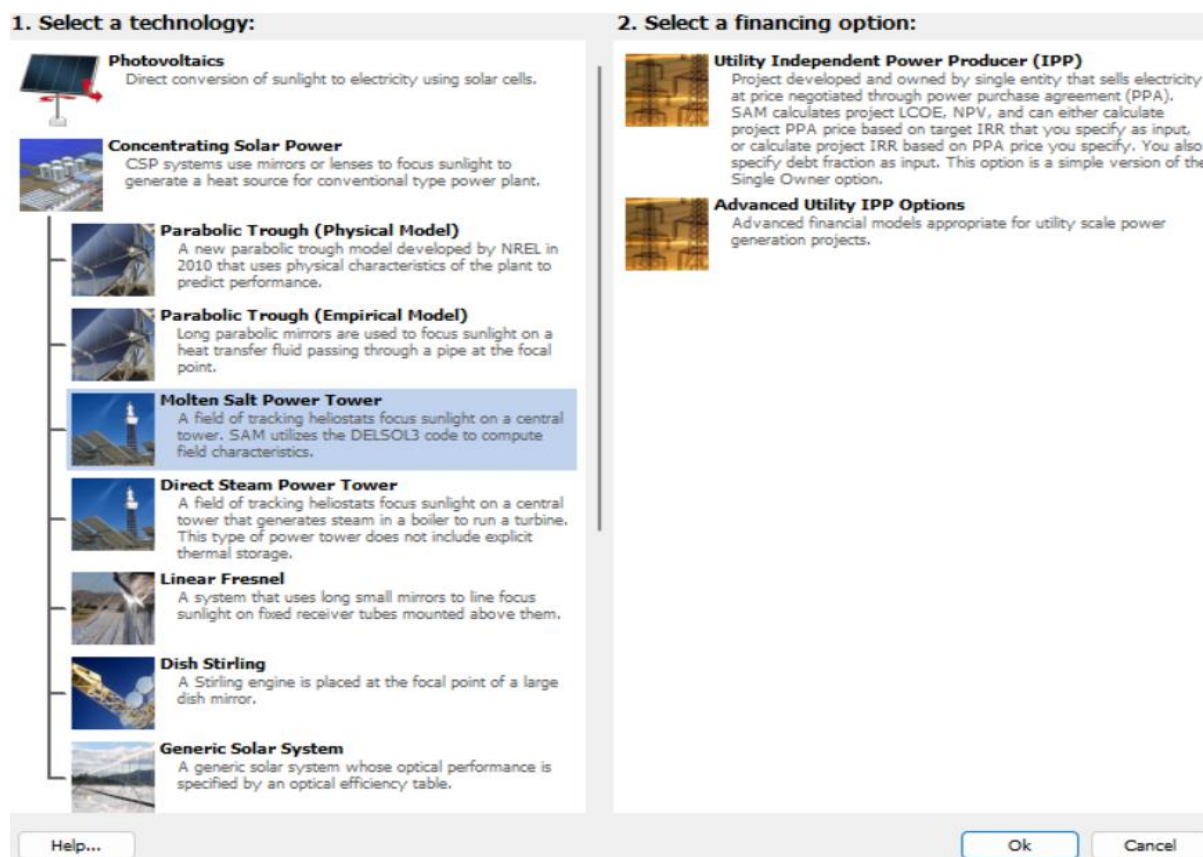 1. Select a technology:
Photovoltaics
Direct conversion of sunlight to electricity using solar cells.
Concentrating Solar Power
CSP systems use mirrors or lenses to focus sunlight to
generate a heat source for conventional type power plant.
Parabolic Trough (Physical Model)
A new parabolic trough model developed by NREL in
2010 that uses physical characteristics of the plant to
predict performance.
Parabolic Trough (Empirical Model)
Long parabolic mirrors are used to focus sunlight on a
heat transfer fluid passing through a pipe at the focal
point.
Molten Salt Power Tower
A field of tracking heliostats focus sunlight on a central
tower. SAM utilizes the DELSOL3 code to compute
field characteristics.
Direct Steam Power Tower
A field of tracking heliostats focus sunlight on a central
tower that generates steam in a boiler to run a turbine.
This type of power tower does not include explicit
thermal storage.
Linear Fresnel
A system that uses long small mirrors to line focus
sunlight on fixed receiver tubes mounted above them.
Dish Stirling
A Stirling engine is placed at the focal point of a large
dish mirror.
Generic Solar System
A generic solar system whose optical performance is
specified by an optical efficiency table.
2. Select a financing option:
Utility Independent Power Producer (IPP)
Project developed and owned by single entity that sells electricity
at price negotiated through power purchase agreement (PPA).
SAM calculates project LCOE, NPV, and can either calculate
project PPA price based on target IRR that you specify as input,
or calculate project IRR based on PPA price you specify. You also
specify debt fraction as input. This option is a simple version of the
Single Owner option.
Advanced Utility IPP Options
Advanced financial models appropriate for utility scale power
generation projects.
Help...
Ok
Cancel